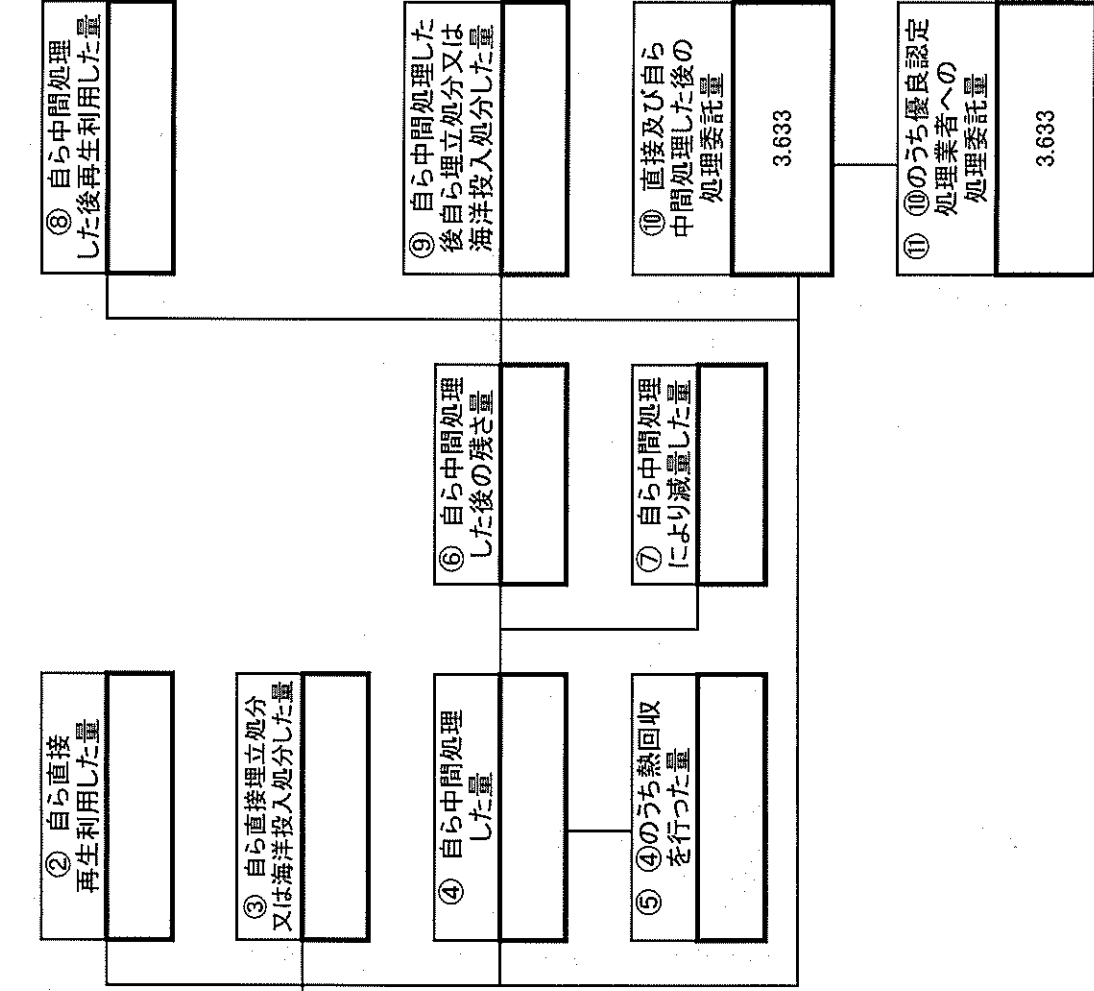 ② 自ら直接
再生利用した量
③ 自ら直接埋立処分
又は海洋投入処分した量
④ 自ら中間処理
した量
⑤ ④のうち熱回収
を行った量
⑥ 自ら中間処理
した後の残さ量
⑦ 自ら中間処理
により減量した量
⑧ 自ら中間処理
した後再生利用した量
⑨ 自ら中間処理した
後自ら埋立処分又は
海洋投入処分した量
⑩ 直接及び自ら
中間処理した後の
処理委託量
3.633
⑪ ⑩のうち優良認定
処理業者への
処理委託量
3.633